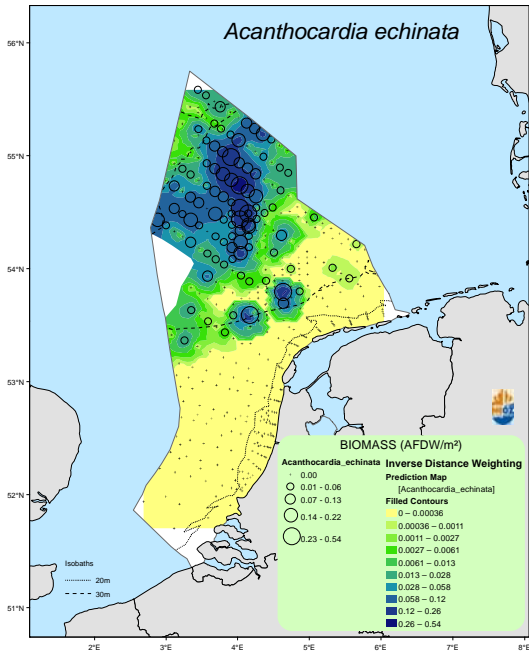 Acanthocardia echinata
56°N
55°N
54°N
53°N
52°N
51°N
BIOMASS (AFDW/m²)
Acanthocardia_echinata
0.00
0.01 - 0.06
0.07 - 0.13
0.14 - 0.22
0.23 - 0.54
Inverse Distance Weighting
Prediction Map
[Acanthocardia_echinata]
Filled Contours
0 – 0.00036
0.00036 – 0.0011
0.0011 – 0.0027
0.0027 – 0.0061
0.0061 – 0.013
0.013 – 0.028
0.028 – 0.058
0.058 – 0.12
0.12 – 0.26
0.26 – 0.54
Isobaths
20m
30m
2°E
3°E
4°E
5°E
6°E
7°E
8°E